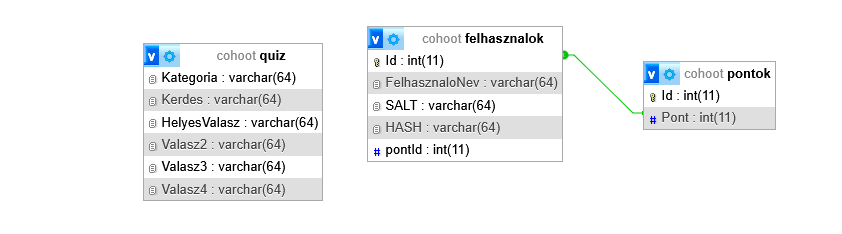 cohoot quiz
Kategoria : varchar(64)
Kerdes : varchar(64)
HelyesValasz : varchar(64)
Valasz2 : varchar(64)
Valasz3 : varchar(64)
Valasz4 : varchar(64)
v cohoot felhasznalok
Id : int(11)
FelhasznaloNev : varchar(64)
SALT : varchar(64)
HASH : varchar(64)
# pontId : int(11)
v cohoot pontok
Id : int(11)
# Pont : int(11)